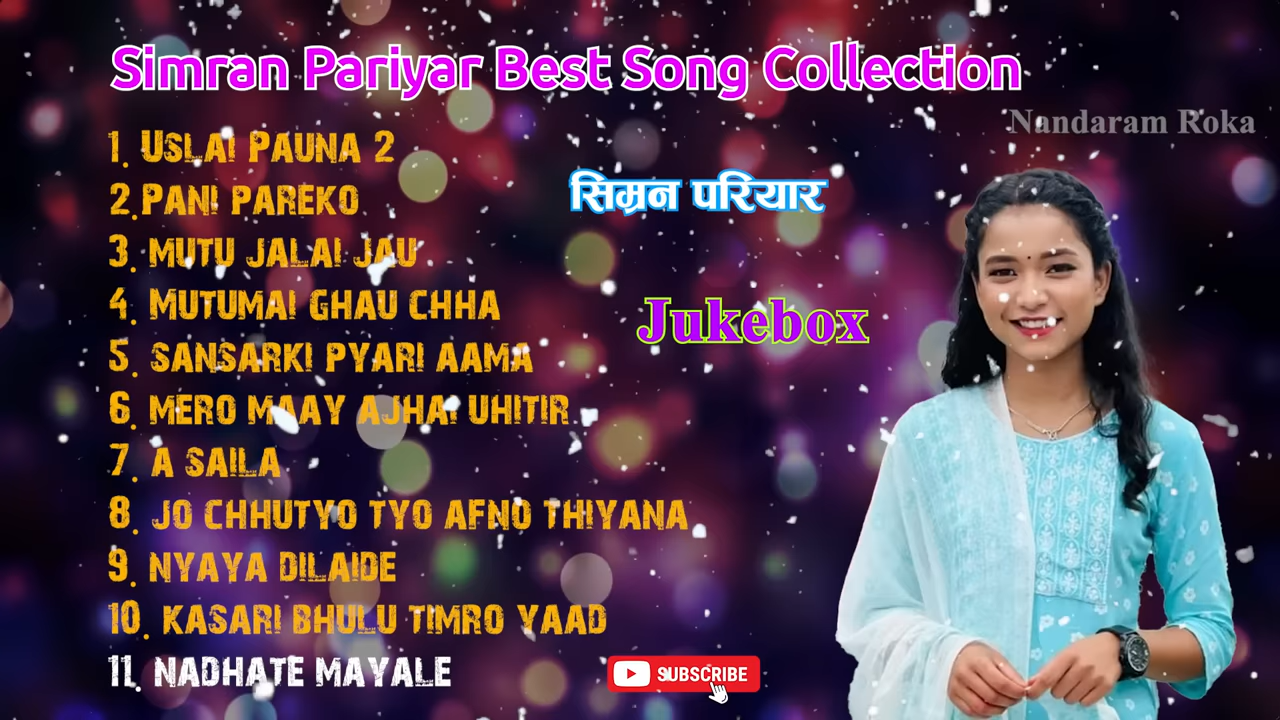 Simran Pariyar Best Song Collection
Nandaram Roka
1. USLAI PAUNA 2
2. PANI PAREKO
सिम्रन परियार
3. MUTU JALAI JAU
4. MUTUMAI GHAU CHHA
Jukebox
5. SANSARKI PYARI AAMA
6. MERO MAAY AJHAI UHITIR.
7. A SAILA
8. JO CHHUTYO TYO AFNO THIYANA
9. NYAYA DILAIDE
10. KASARI BHULU TIMRO YAAD
11. NADHATE MAYALE
SUBSCRIBE